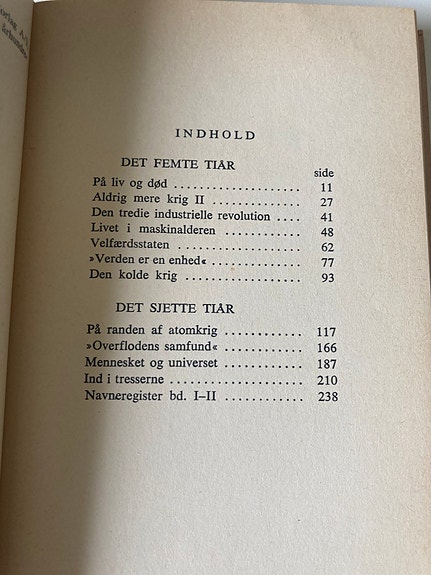 INDHOLD
DET FEMTE TIAR
side
På liv og død 11
Aldrig mere krig II 27
Den tredie industrielle revolution 41
Livet i maskinalderen 48
Velfærdsstaten 62
»Verden er en enhed« 77
Den kolde krig 93
DET SJETTE TIAR
På randen af atomkrig 117
»Overflodens samfund« 166
Mennesket og universet 187
Ind i tresserne 210
Navneregister bd. I–II 238